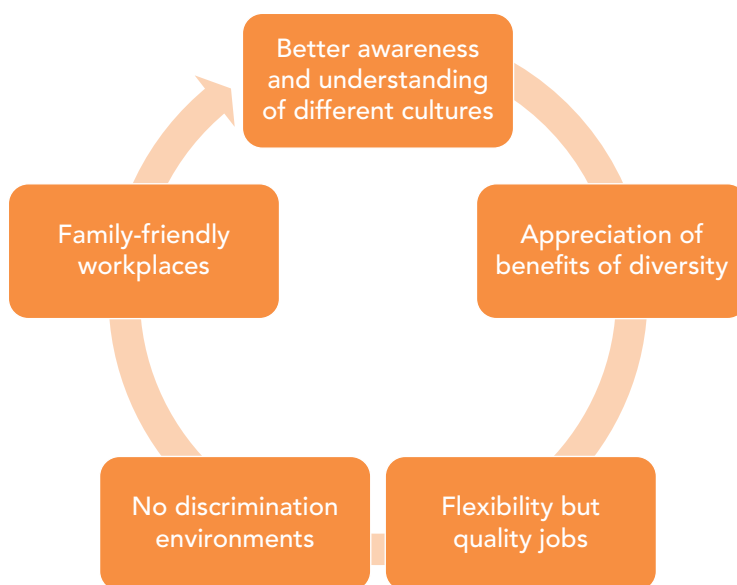 Better awareness
and understanding
of different cultures
Appreciation of
benefits of diversity
Flexibility but
quality jobs
No discrimination
environments
Family-friendly
workplaces